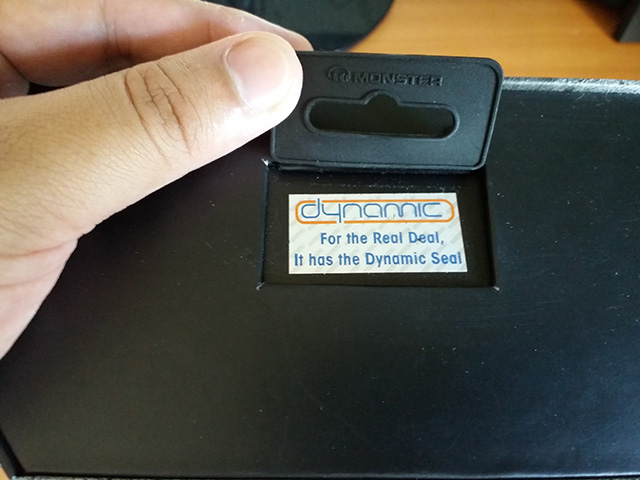 MONSTER
dynamic
For the Real Deal,
It has the Dynamic Seal